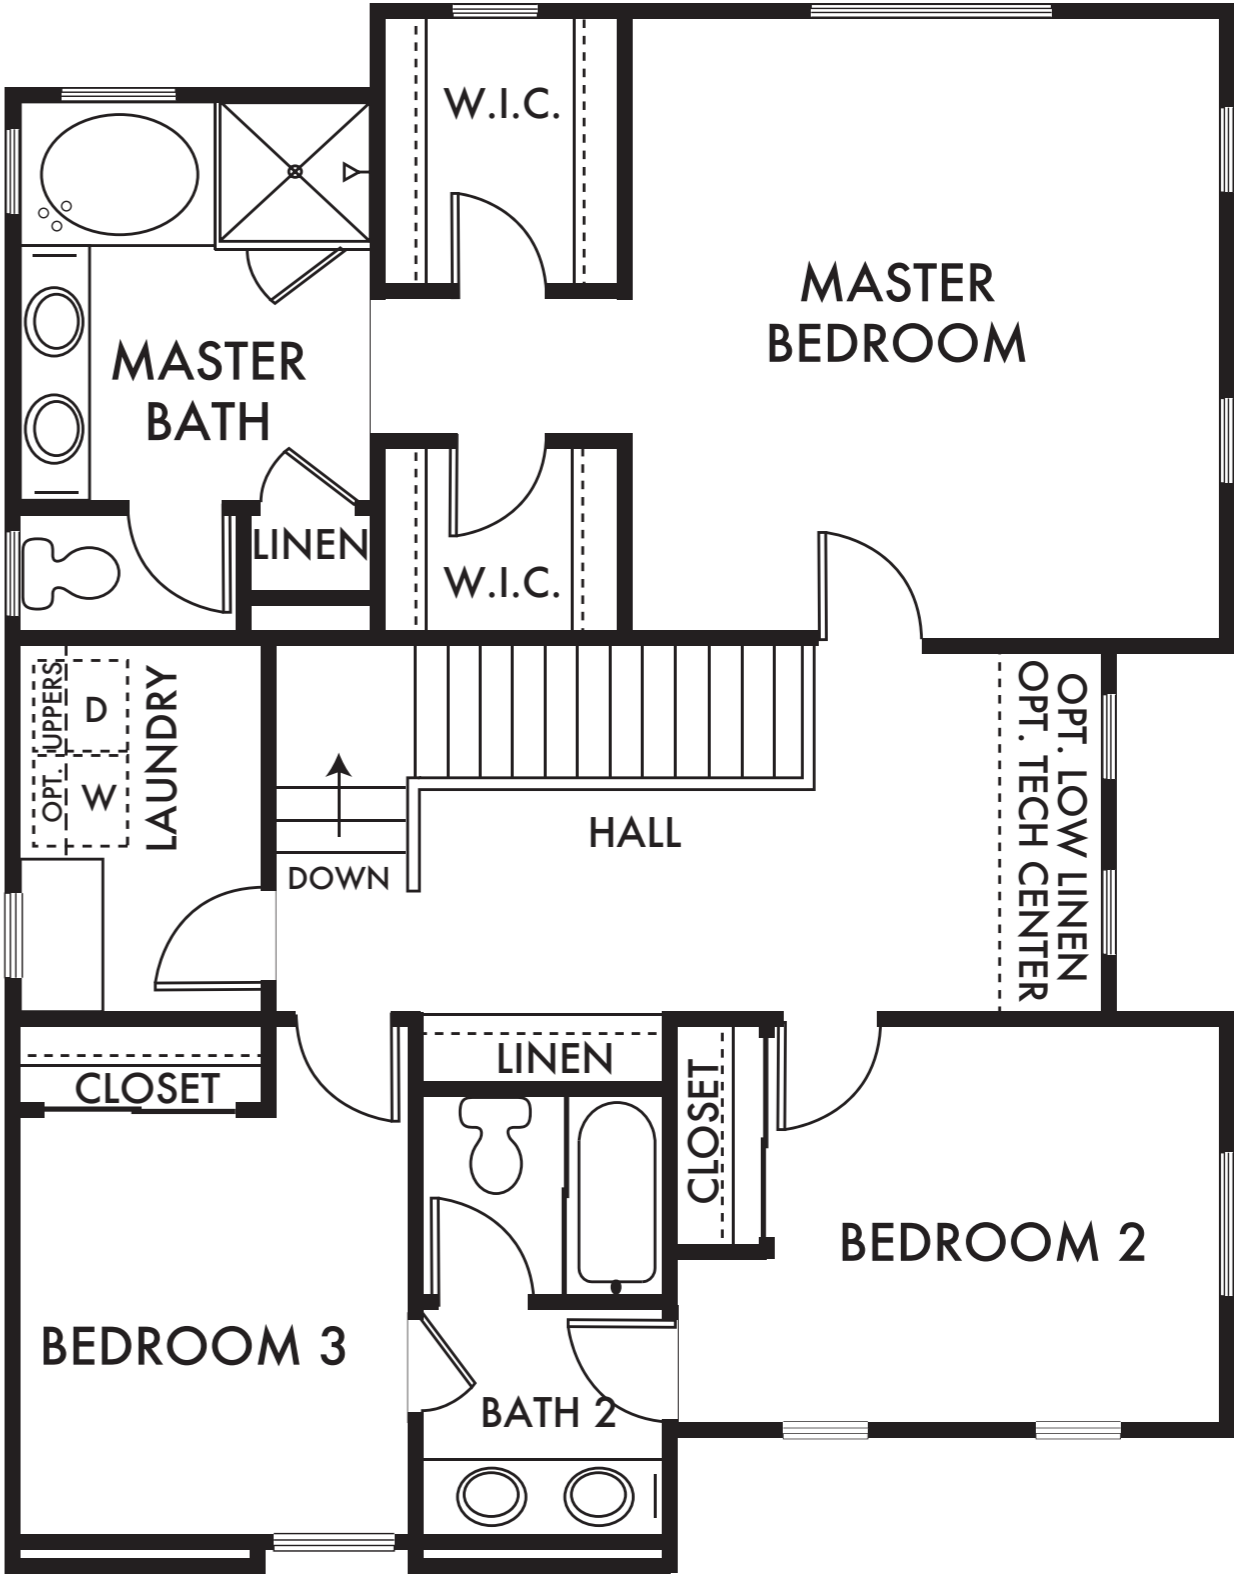 W.I.C.
MASTER
BEDROOM
MASTER
BATH
LINEN
W.I.C.
OPT. UPPERS
D
W
LAUNDRY
DOWN
HALL
OPT. LOW LINEN
OPT. TECH CENTER
CLOSET
LINEN
CLOSET
BEDROOM 2
BEDROOM 3
BATH 2